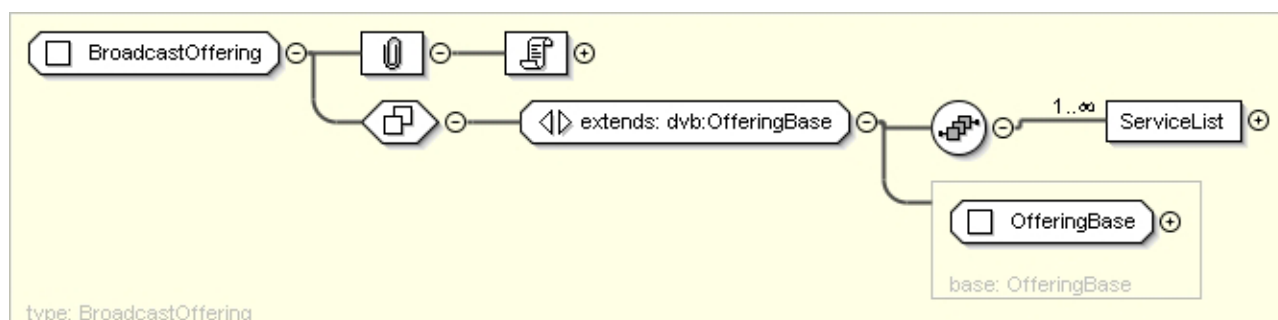 BroadcastOffering
extends: dvb:OfferingBase
1..∞
ServiceList
OfferingBase
base: OfferingBase
type: BroadcastOffering